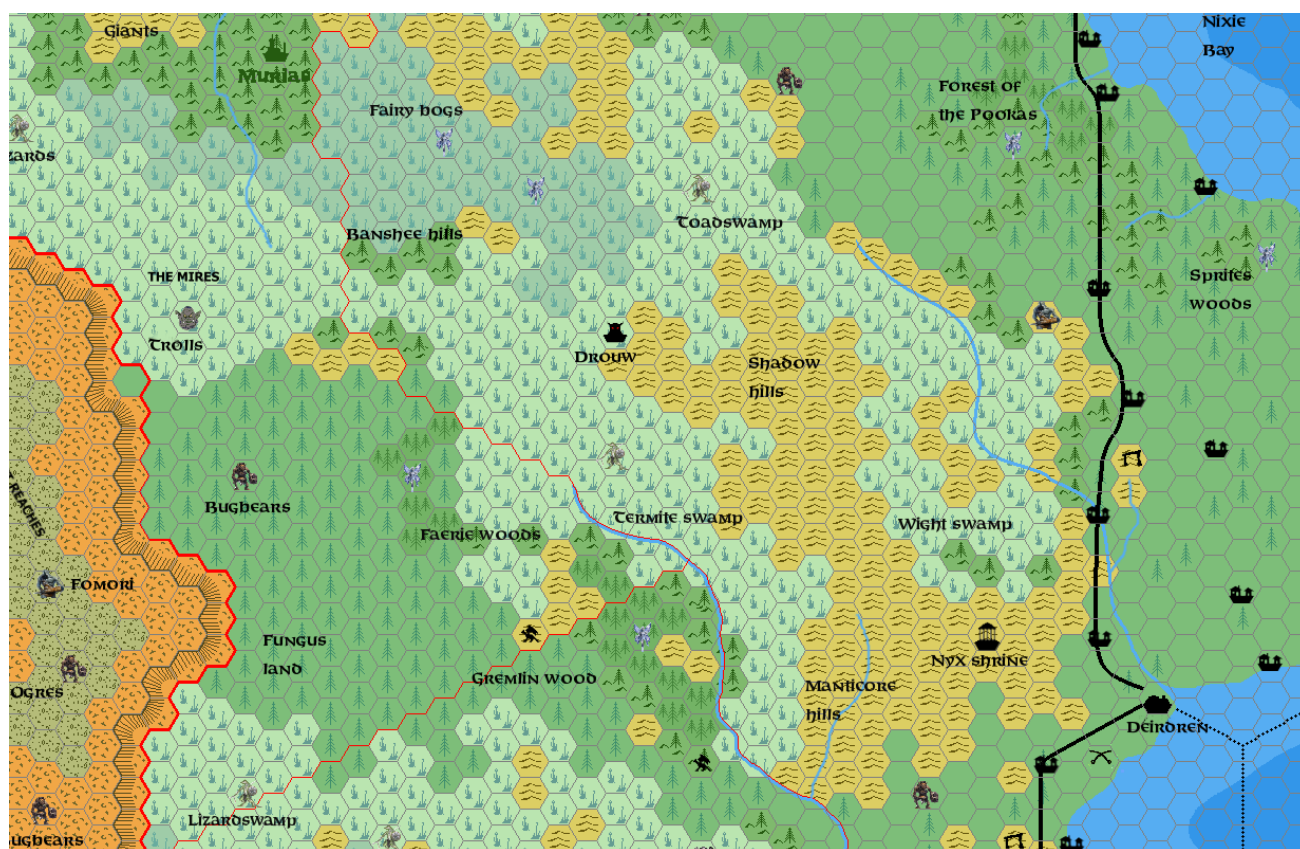 Giants
Nixie
Bay
Murias
Forest of
the Pookas
Fairy bogs
zards
Toadswamp
Banshee hills
THE MIRES
Sprites
woods
Trolls
Drouw
Shadow
hills
T REACHES
Bugbears
Termite swamp
Wight swamp
Faerie woods
Fomori
Fungus
land
Nyx shrine
Ogres
Gremlin wood
Manticore
hills
Deirdren
Lizardswamp
ugbears